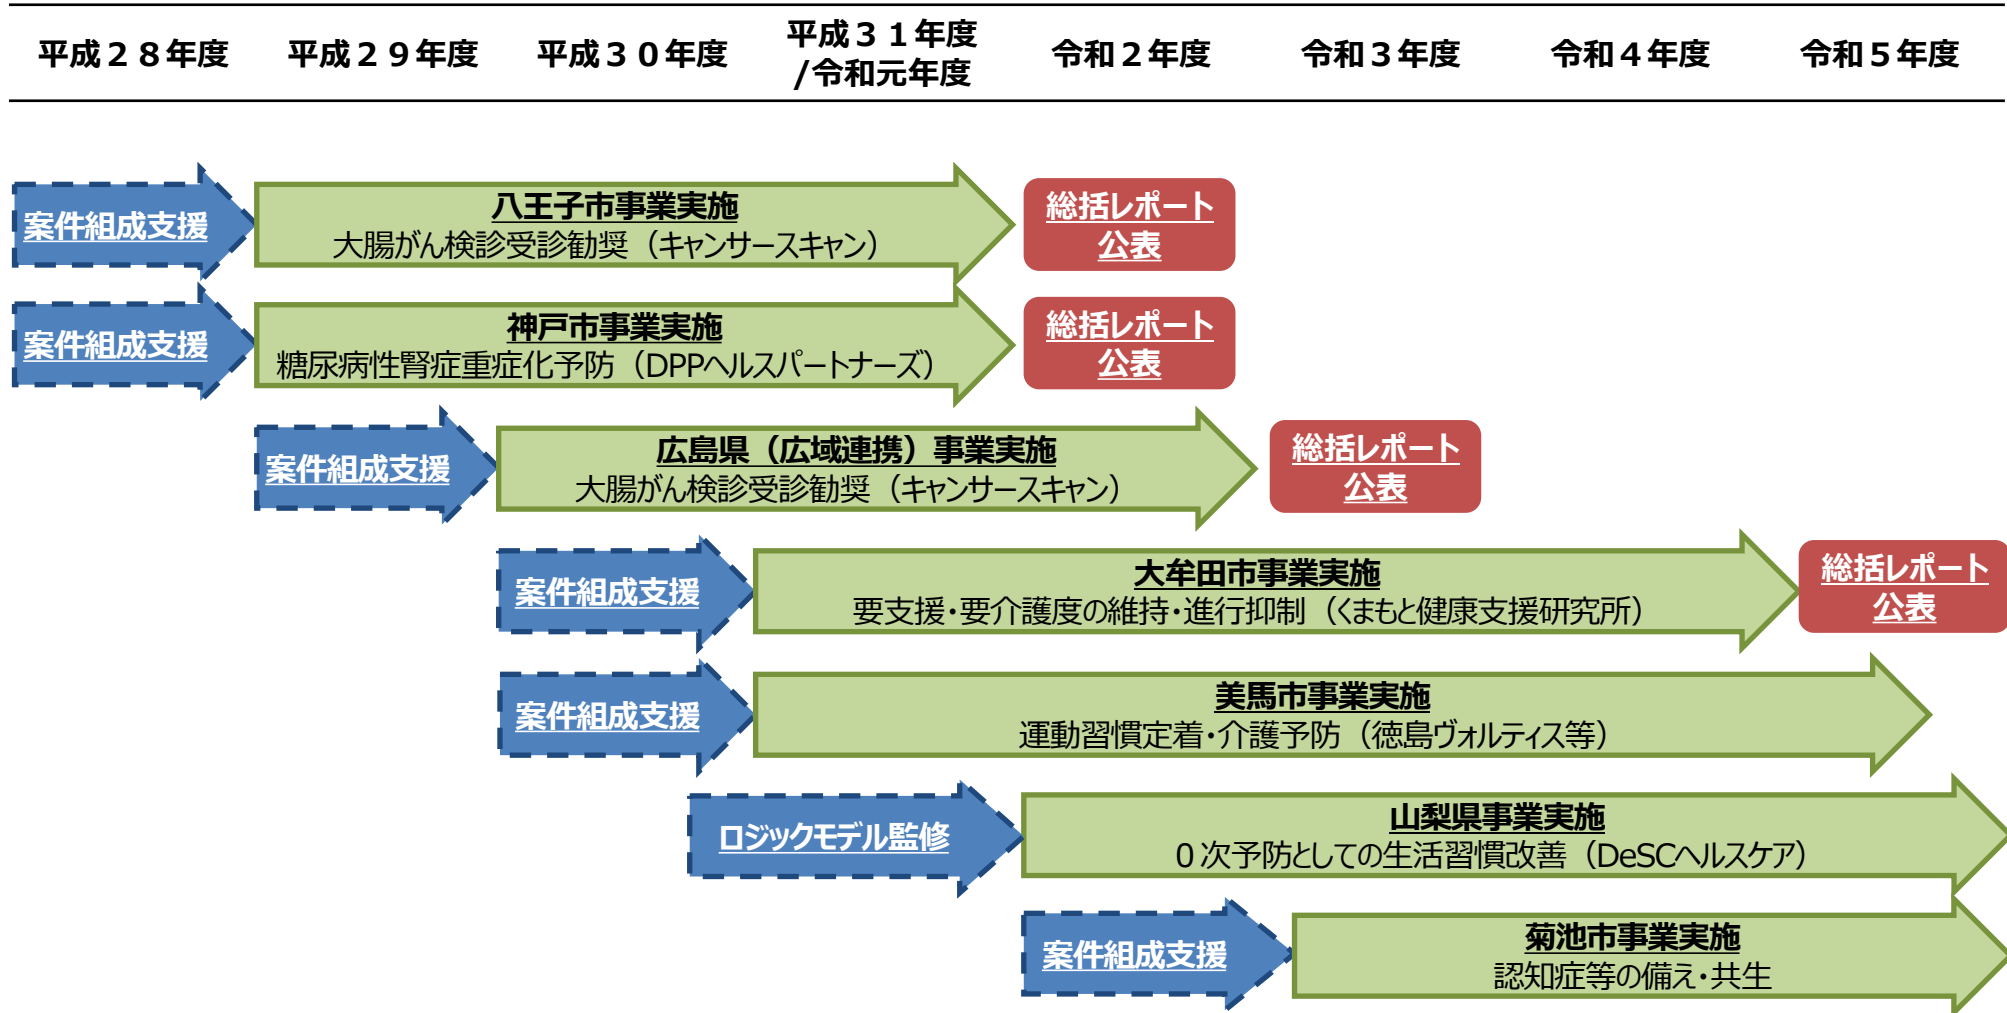 平成２８年度
平成２９年度
平成３０年度
平成３１年度
/令和元年度
令和２年度
令和３年度
令和４年度
令和５年度
案件組成支援
八王子市事業実施
大腸がん検診受診勧奨（キャンサースキャン）
総括レポート
公表
案件組成支援
神戸市事業実施
糖尿病性腎症重症化予防（DPPヘルスパートナーズ）
総括レポート
公表
案件組成支援
広島県（広域連携）事業実施
大腸がん検診受診勧奨（キャンサースキャン）
総括レポート
公表
案件組成支援
大牟田市事業実施
要支援・要介護度の維持・進行抑制（くまもと健康支援研究所）
総括レポート
公表
案件組成支援
美馬市事業実施
運動習慣定着・介護予防（徳島ヴォルティス等）
ロジックモデル監修
山梨県事業実施
０次予防としての生活習慣改善（DeSCヘルスケア）
案件組成支援
菊池市事業実施
認知症等の備え・共生